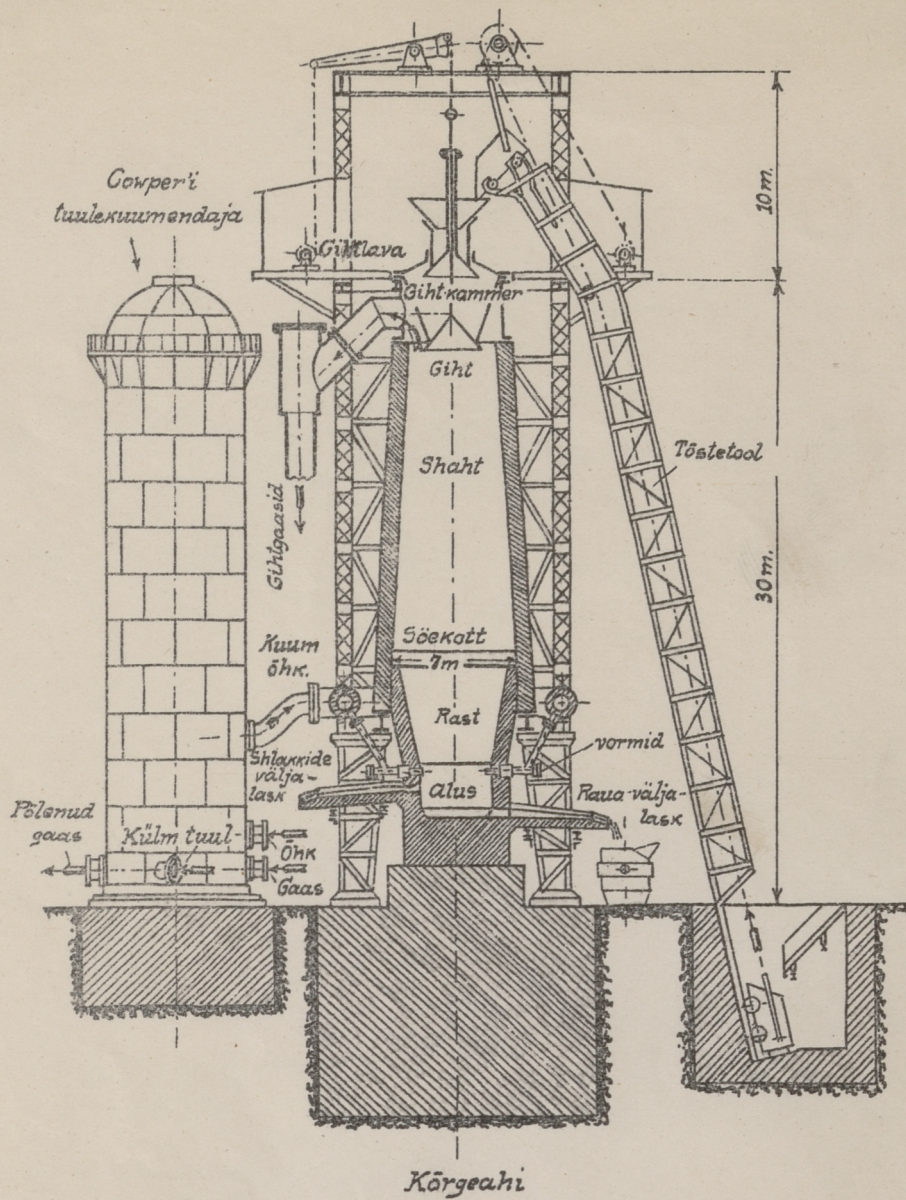 Cowper'i
tuulekuumendaja
10 m.
Gihtlava
Giht-kammer
Giht
Shaht
Tõstetool
Gihtgaasid
30 m.
Söekott
7m
Kuum
õhk.
Rast
vormid
Shlakkide
välja-
lask
Alus
Raua-välja-
lask
Põlenud
gaas
Külm tuul
Õhk
Gaas
Kõrgeahi